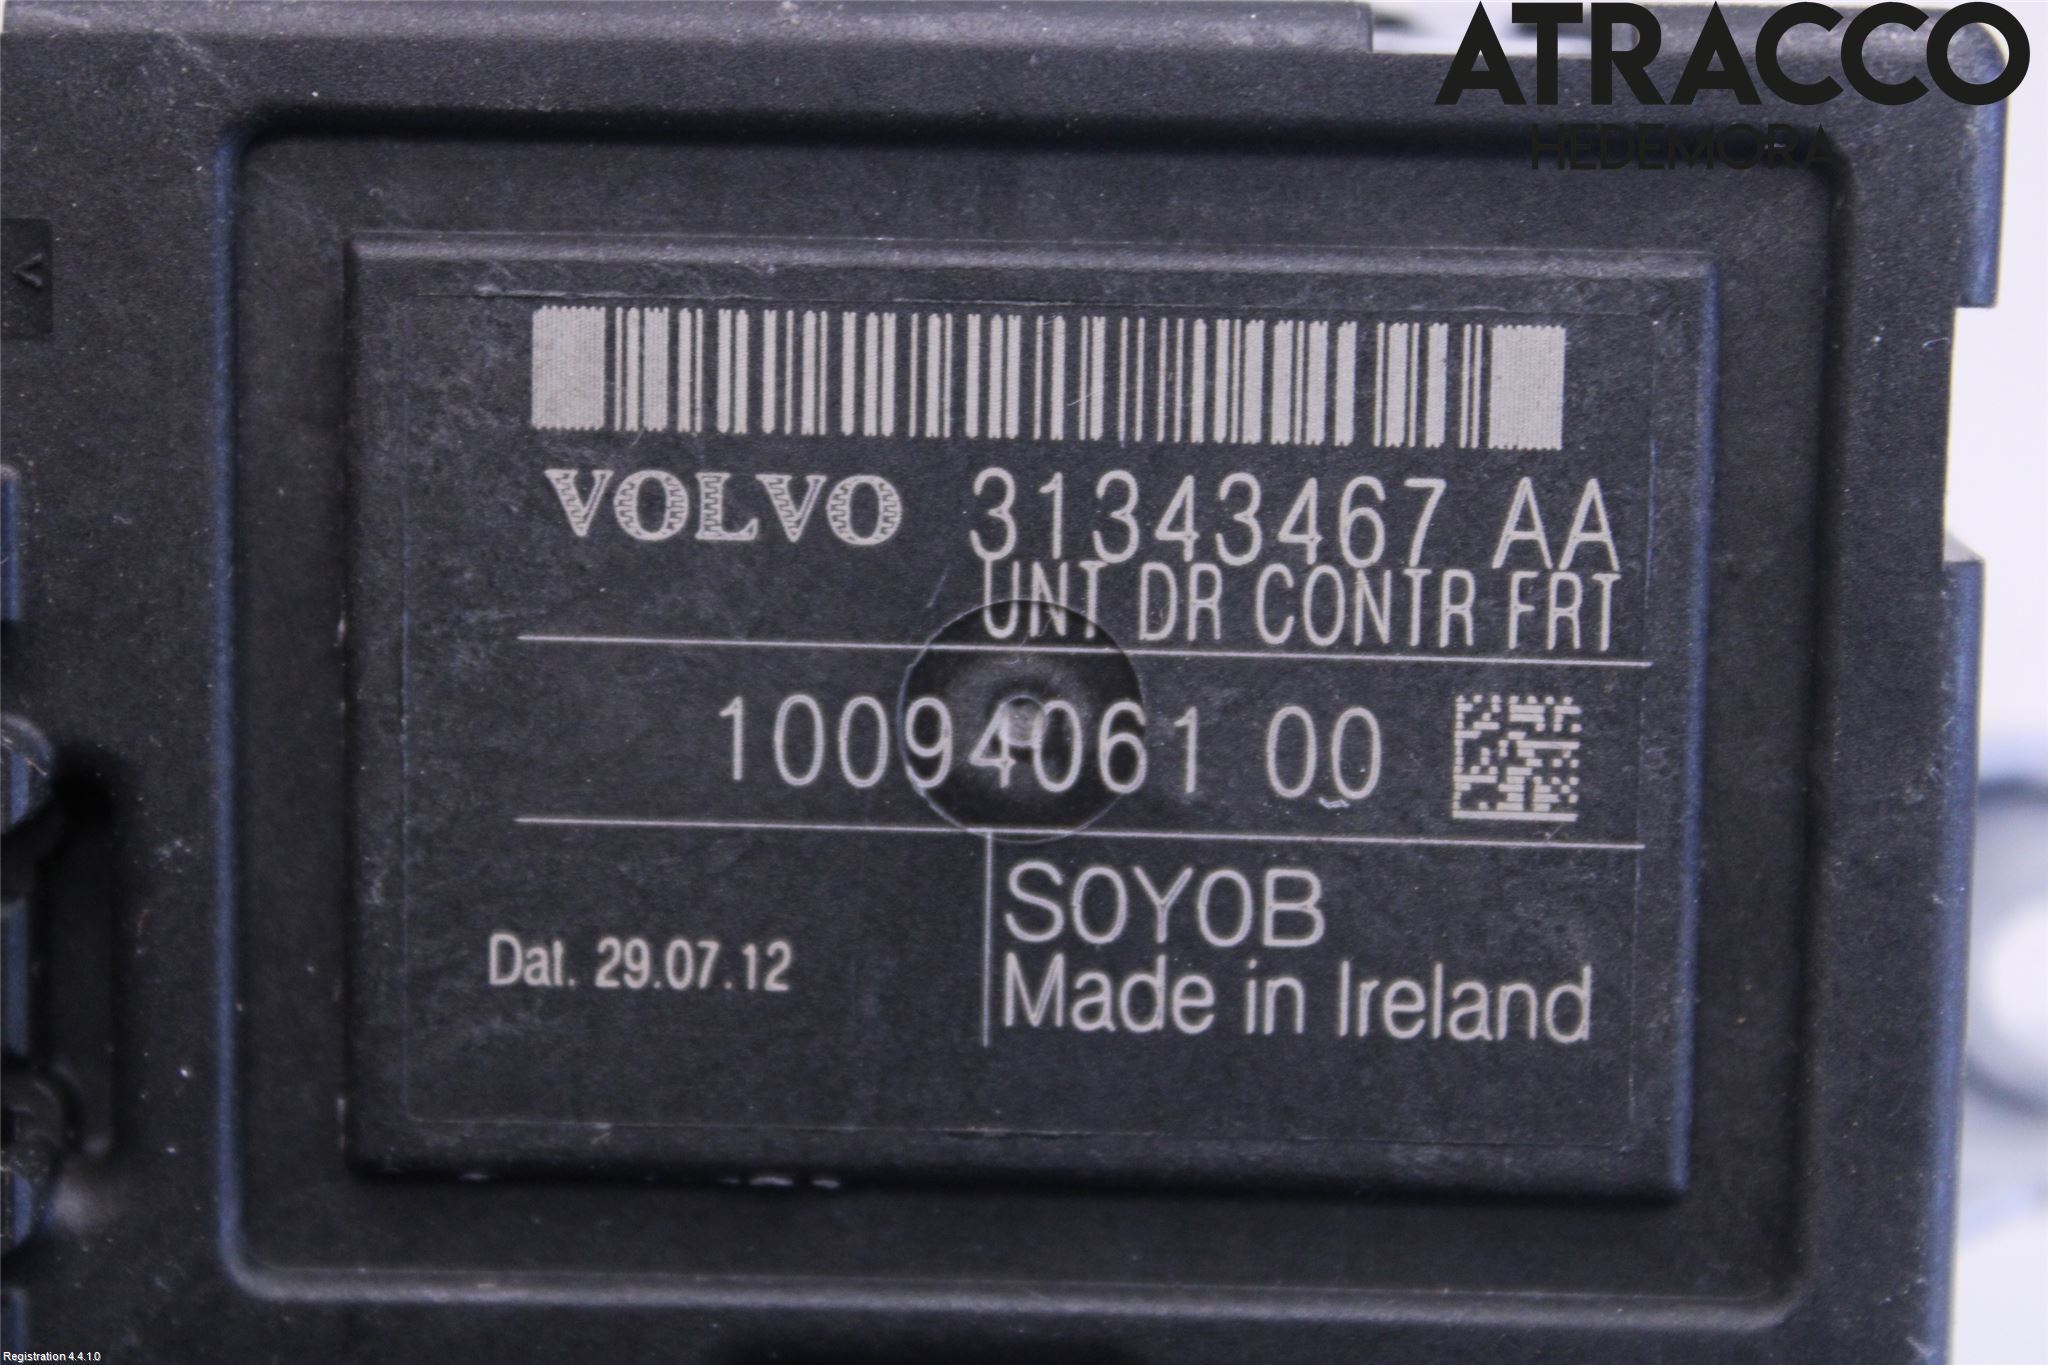 ATRACCO
HEDEMORA
VOLVO 31343467 AA
UNT DR CONTR FRT
10094061 00
S0Y0B
Dat. 29.07.12
Made in Ireland
Registration 4.4.1.0